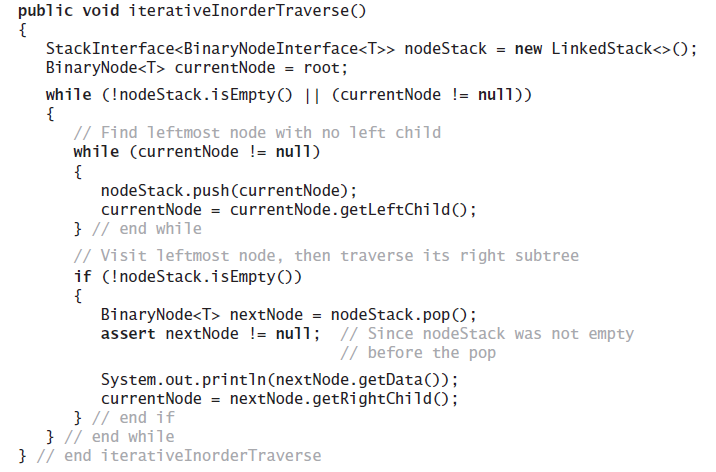 public void iterativeInorderTraverse()
{
StackInterface<BinaryNodeInterface<T>> nodeStack = new LinkedStack<>();
BinaryNode<T> currentNode = root;
while (!nodeStack.isEmpty() || (currentNode != null))
{
// Find leftmost node with no left child
while (currentNode != null)
{
nodeStack.push(currentNode);
currentNode = currentNode.getLeftChild();
} // end while
// Visit leftmost node, then traverse its right subtree
if (!nodeStack.isEmpty())
{
BinaryNode<T> nextNode = nodeStack.pop();
assert nextNode != null; // Since nodeStack was not empty
// before the pop
System.out.println(nextNode.getData());
currentNode = nextNode.getRightChild();
} // end if
} // end while
} // end iterativeInorderTraverse